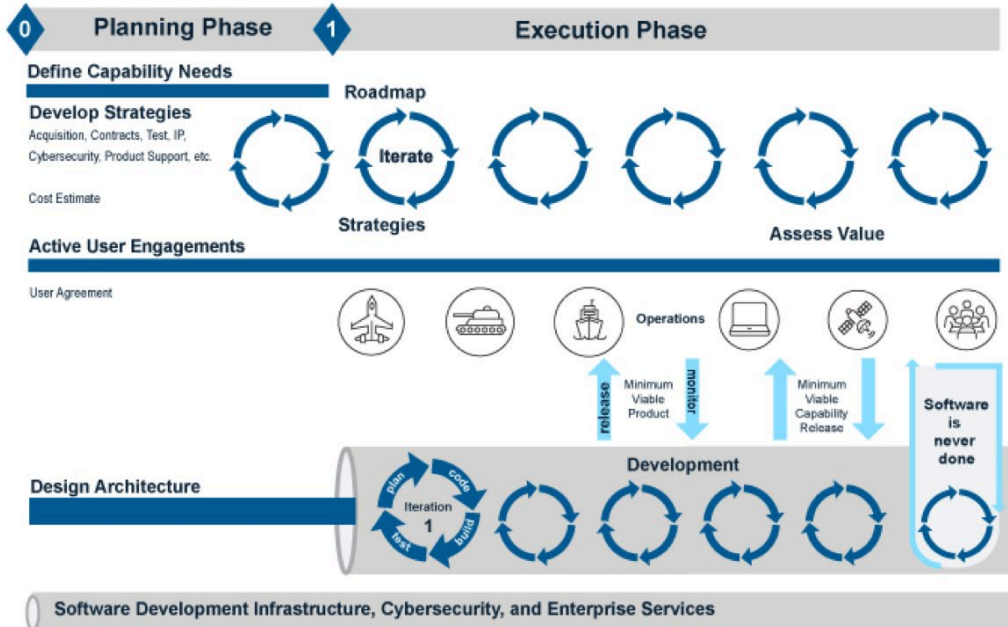 0 Planning Phase 1 Execution Phase
Define Capability Needs
Roadmap
Develop Strategies
Acquisition, Contracts, Test, IP,
Cybersecurity, Product Support, etc.
Iterate
Cost Estimate
Strategies
Assess Value
Active User Engagements
User Agreement
Operations
release
Minimum
Viable
Product
monitor
Minimum
Viable
Capability
Release
Software
is
never
done
Development
Design Architecture
plan
code
Iteration
1
test
build
Software Development Infrastructure, Cybersecurity, and Enterprise Services